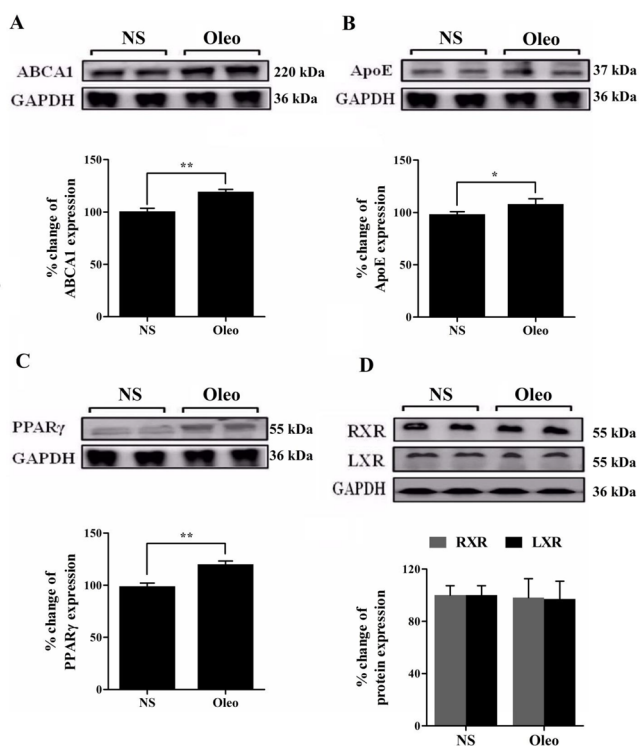 A
NS Oleo
ABCA1 220 kDa
GAPDH 36 kDa
% change of
ABCA1 expression
150
100
50
0
**
NS Oleo
B
NS Oleo
ApoE 37 kDa
GAPDH 36 kDa
% change of
ApoE expression
150
100
50
0
*
NS Oleo
C
NS Oleo
PPARγ 55 kDa
GAPDH 36 kDa
% change of
PPARγ expression
150
100
50
0
**
NS Oleo
D
NS Oleo
RXR 55 kDa
LXR 55 kDa
GAPDH 36 kDa
RXR LXR
% change of
protein expression
120
80
40
0
NS Oleo